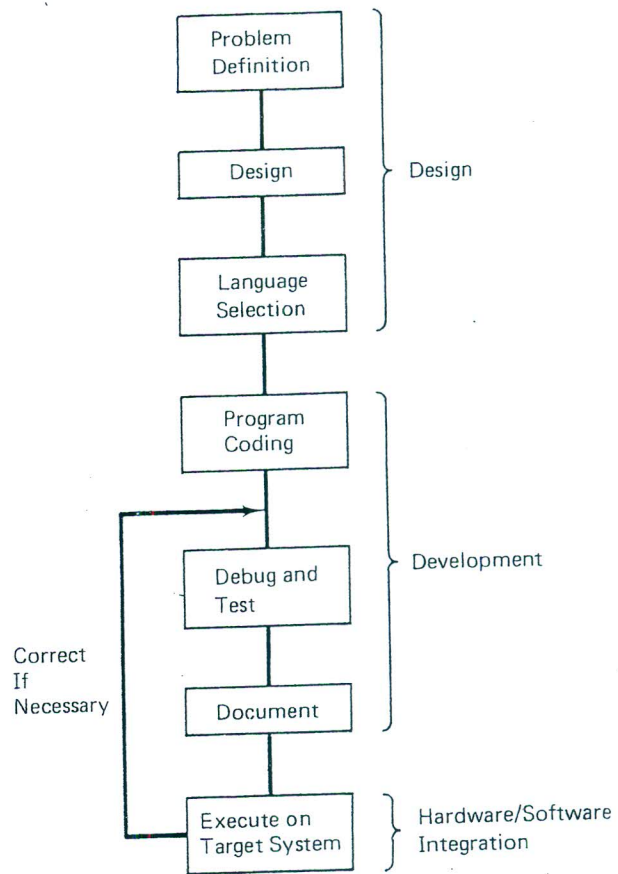 Problem
Definition
Design
Design
Language
Selection
Program
Coding
Debug and
Test
Development
Correct
If
Necessary
Document
Execute on
Target System
Hardware/Software
Integration